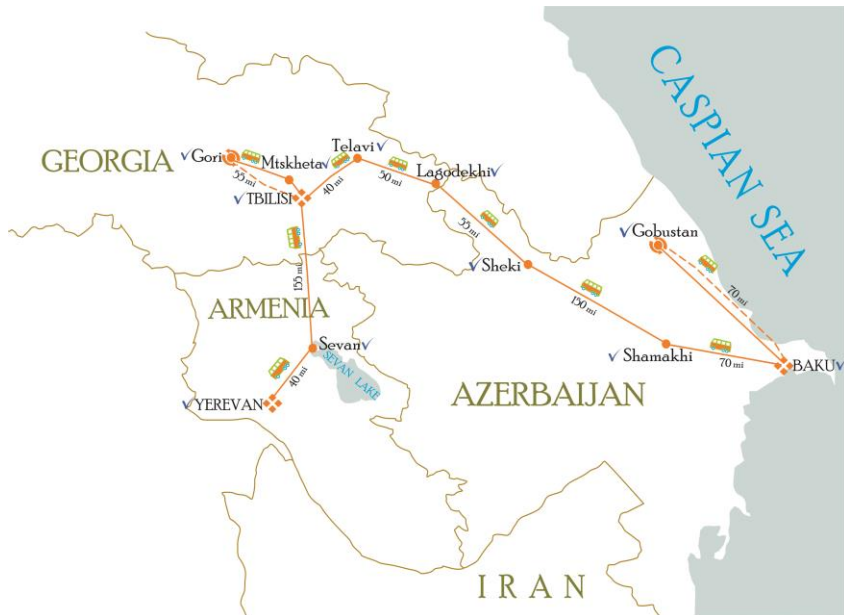 CASPIAN SEA
GEORGIA
Gori
Mtskheta
Telavi
Lagodekhi
55 mi
TBILISI
40 mi
50 mi
55 mi
Sheki
Gobustan
70 mi
155 mi
150 mi
ARMENIA
Sevan
SEVAN LAKE
40 mi
YEREVAN
Shamakhi
70 mi
BAKU
AZERBAIJAN
IRAN